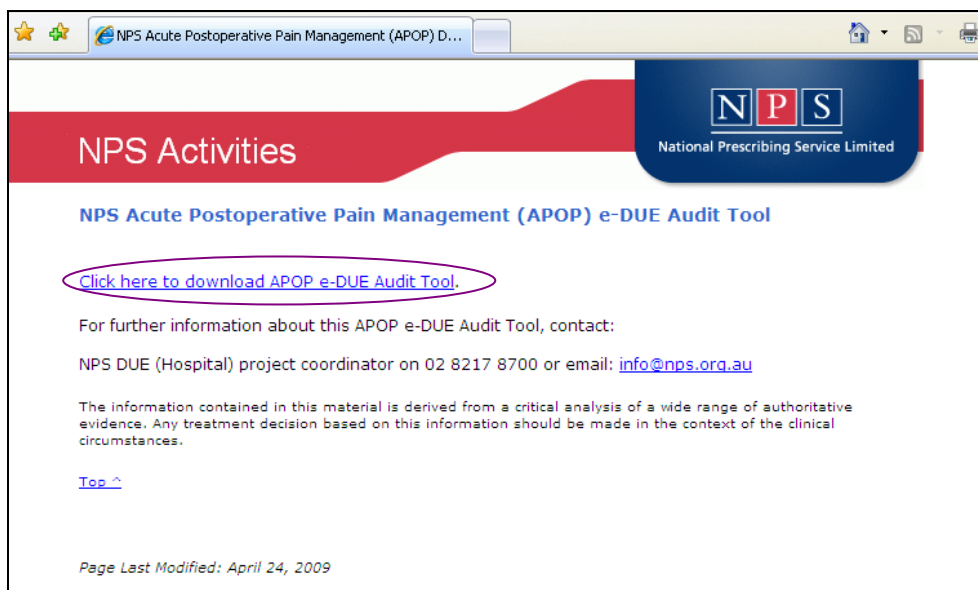 NPS Acute Postoperative Pain Management (APOP) D...
NPS
National Prescribing Service Limited
NPS Activities
NPS Acute Postoperative Pain Management (APOP) e-DUE Audit Tool
Click here to download APOP e-DUE Audit Tool.
For further information about this APOP e-DUE Audit Tool, contact:
NPS DUE (Hospital) project coordinator on 02 8217 8700 or email: info@nps.org.au
The information contained in this material is derived from a critical analysis of a wide range of authoritative
evidence. Any treatment decision based on this information should be made in the context of the clinical
circumstances.
Top ^
Page Last Modified: April 24, 2009